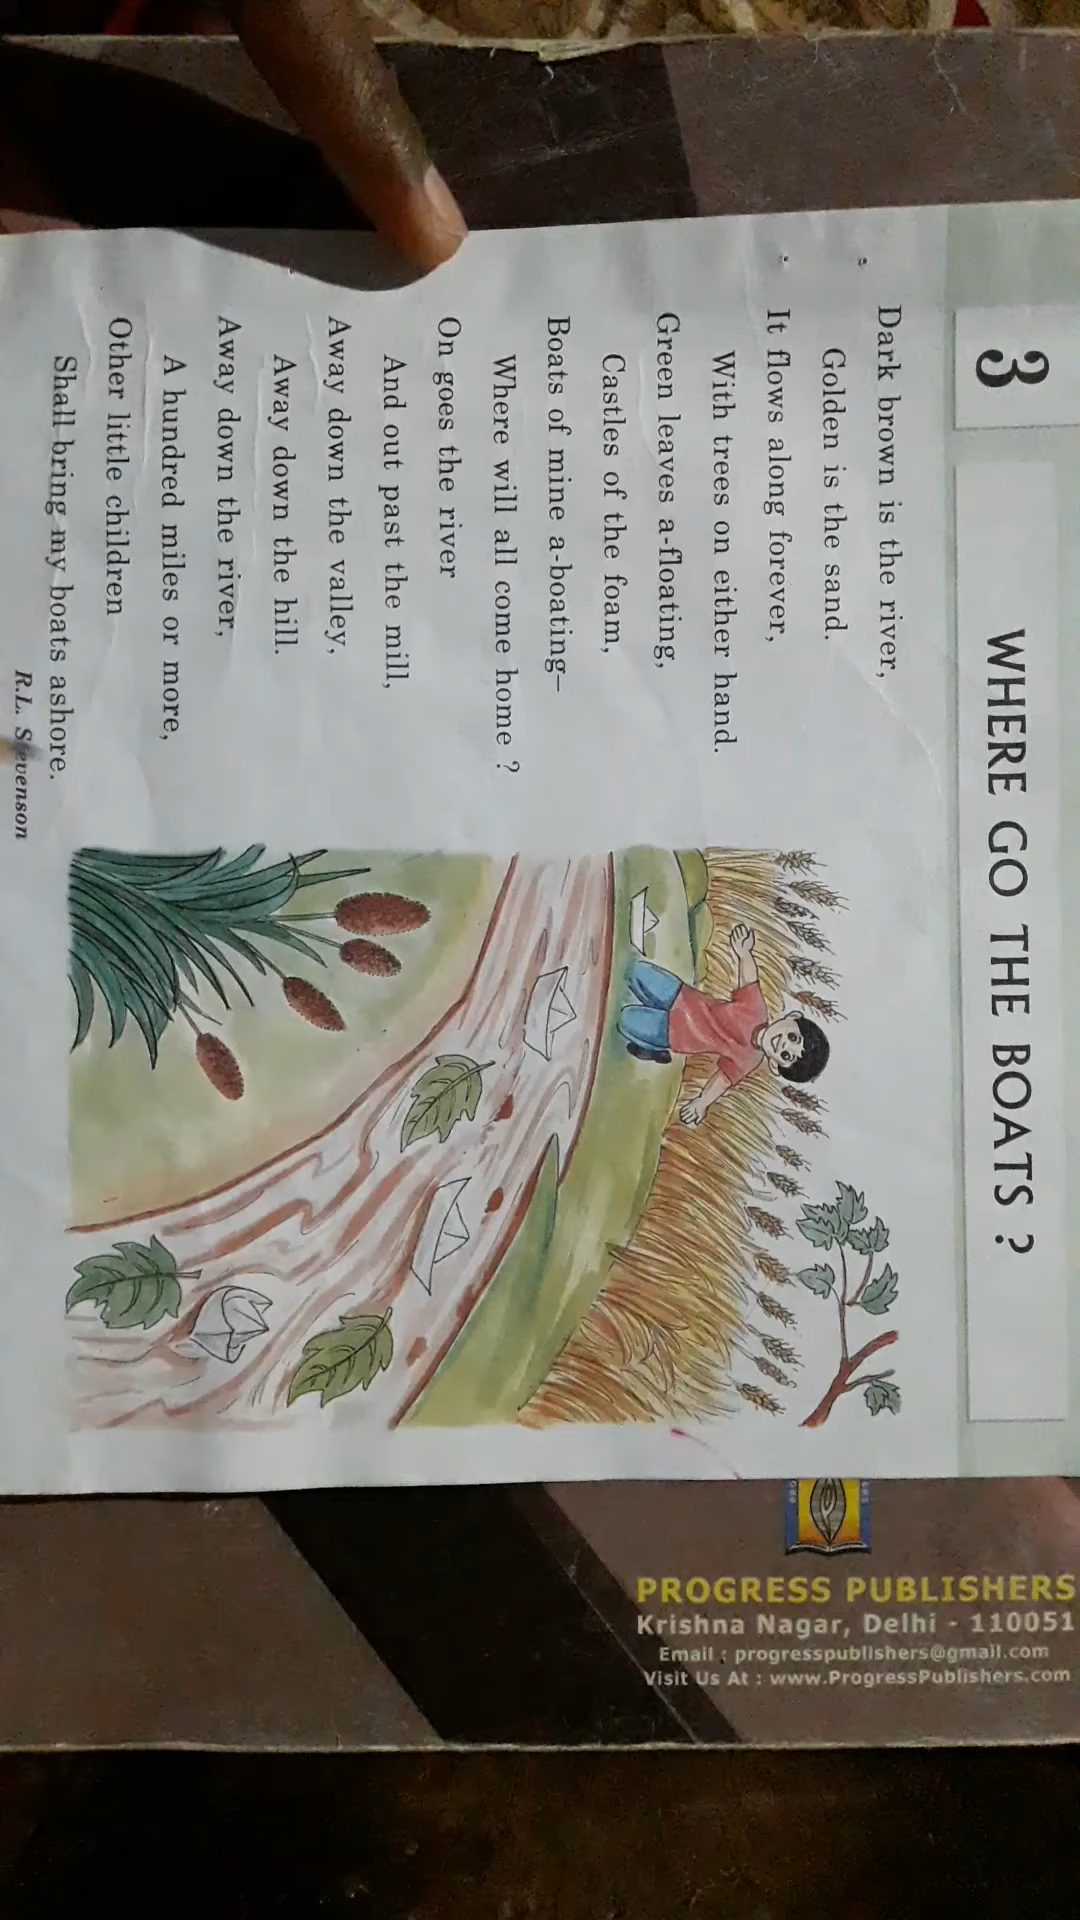 3
WHERE GO THE BOATS ?
Dark brown is the river,
Golden is the sand.
It flows along forever,
With trees on either hand.
Green leaves a-floating,
Castles of the foam,
Boats of mine a-boating–
Where will all come home ?
On goes the river
And out past the mill,
Away down the valley,
Away down the hill.
Away down the river,
A hundred miles or more,
Other little children
Shall bring my boats ashore.
R.L. Stevenson
PROGRESS PUBLISHERS
Krishna Nagar, Delhi - 110051
Email : progresspublishers@gmail.com
Visit Us At : www.ProgressPublishers.com